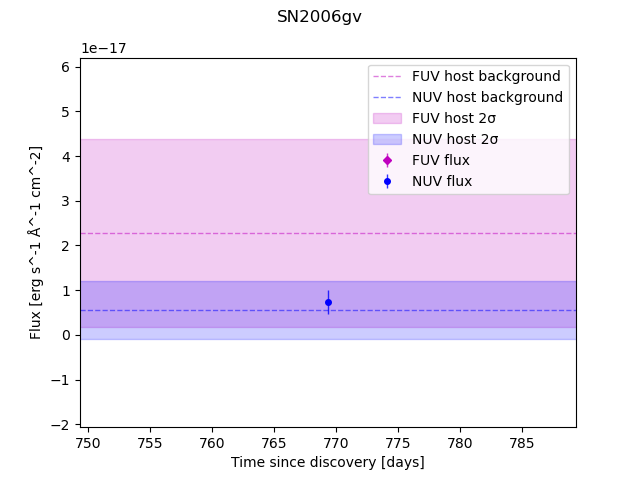 SN2006gv
1e−17
6
5
4
3
2
1
0
−1
−2
Flux [erg s^-1 Å^-1 cm^-2]
FUV host background
NUV host background
FUV host 2σ
NUV host 2σ
FUV flux
NUV flux
750 755 760 765 770 775 780 785
Time since discovery [days]